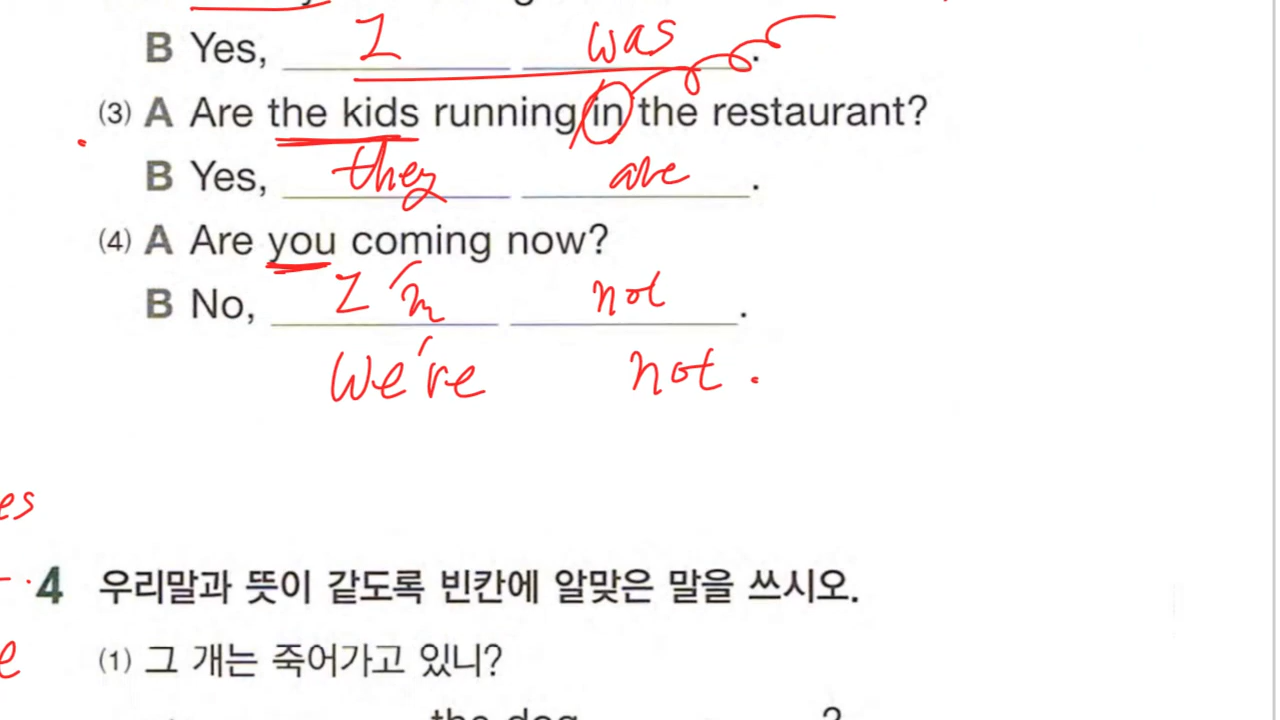 B Yes, I was.
(3) A Are the kids running in the restaurant?
B Yes, they are.
(4) A Are you coming now?
B No, I'm not.
We're not.
es
4 우리말과 뜻이 같도록 빈칸에 알맞은 말을 쓰시오.
e
(1) 그 개는 죽어가고 있니?
the dog ?